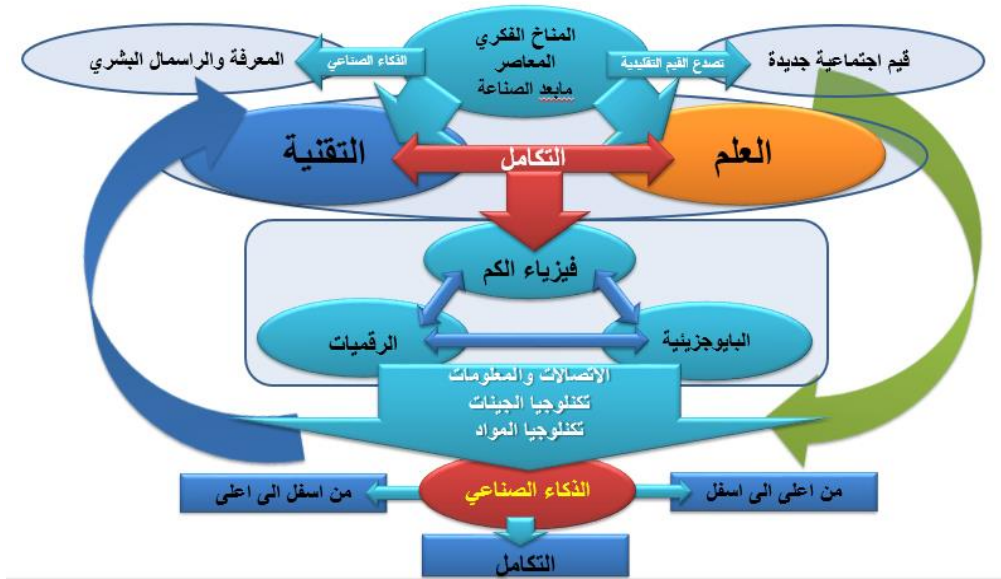 المناخ الفكري
المعاصر
مابعد الصناعة
قيم اجتماعية جديدة
تصدع القيم التقليدية
الذكاء الصناعي
المعرفة والراسمال البشري
العلم
التكامل
التقنية
فيزياء الكم
البايوجزيئية
الرقميات
الاتصالات والمعلومات
تكنلوجيا الجينات
تكنلوجيا المواد
من اعلى الى اسفل
الذكاء الصناعي
من اسفل الى اعلى
التكامل